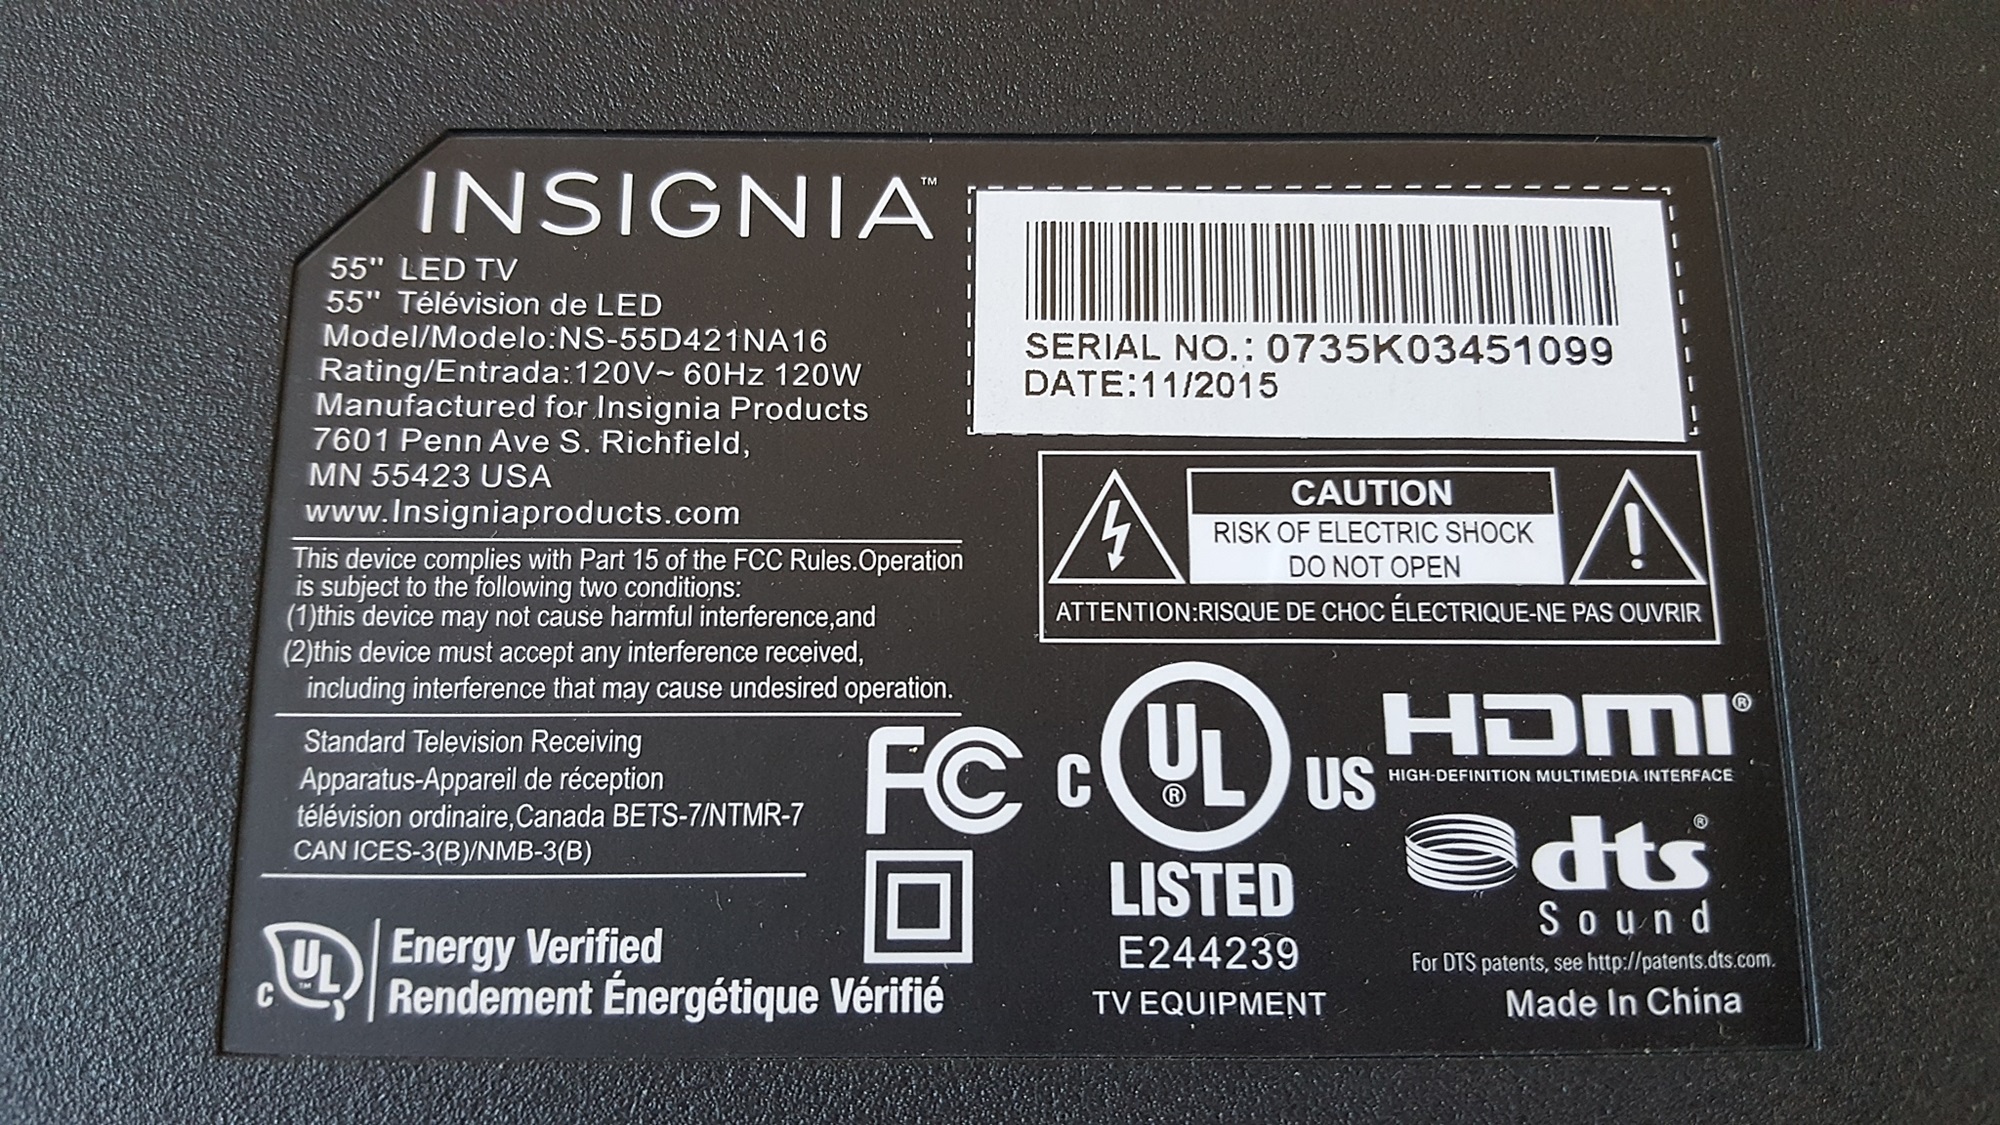 INSIGNIA™
55" LED TV
55" Télévision de LED
Model/Modelo:NS-55D421NA16
Rating/Entrada:120V~ 60Hz 120W
Manufactured for Insignia Products
7601 Penn Ave S. Richfield,
MN 55423 USA
www.Insigniaproducts.com
This device complies with Part 15 of the FCC Rules.Operation
is subject to the following two conditions:
(1)this device may not cause harmful interference,and
(2)this device must accept any interference received,
including interference that may cause undesired operation.
Standard Television Receiving
Apparatus-Appareil de réception
télévision ordinaire,Canada BETS-7/NTMR-7
CAN ICES-3(B)/NMB-3(B)
FC
C UL™
Energy Verified
Rendement Énergétique Vérifié
SERIAL NO.: 0735K03451099
DATE:11/2015
CAUTION
RISK OF ELECTRIC SHOCK
DO NOT OPEN
ATTENTION:RISQUE DE CHOC ÉLECTRIQUE-NE PAS OUVRIR
C UL® US
LISTED
E244239
TV EQUIPMENT
HDMI®
HIGH-DEFINITION MULTIMEDIA INTERFACE
dts®
Sound
For DTS patents, see http://patents.dts.com.
Made In China